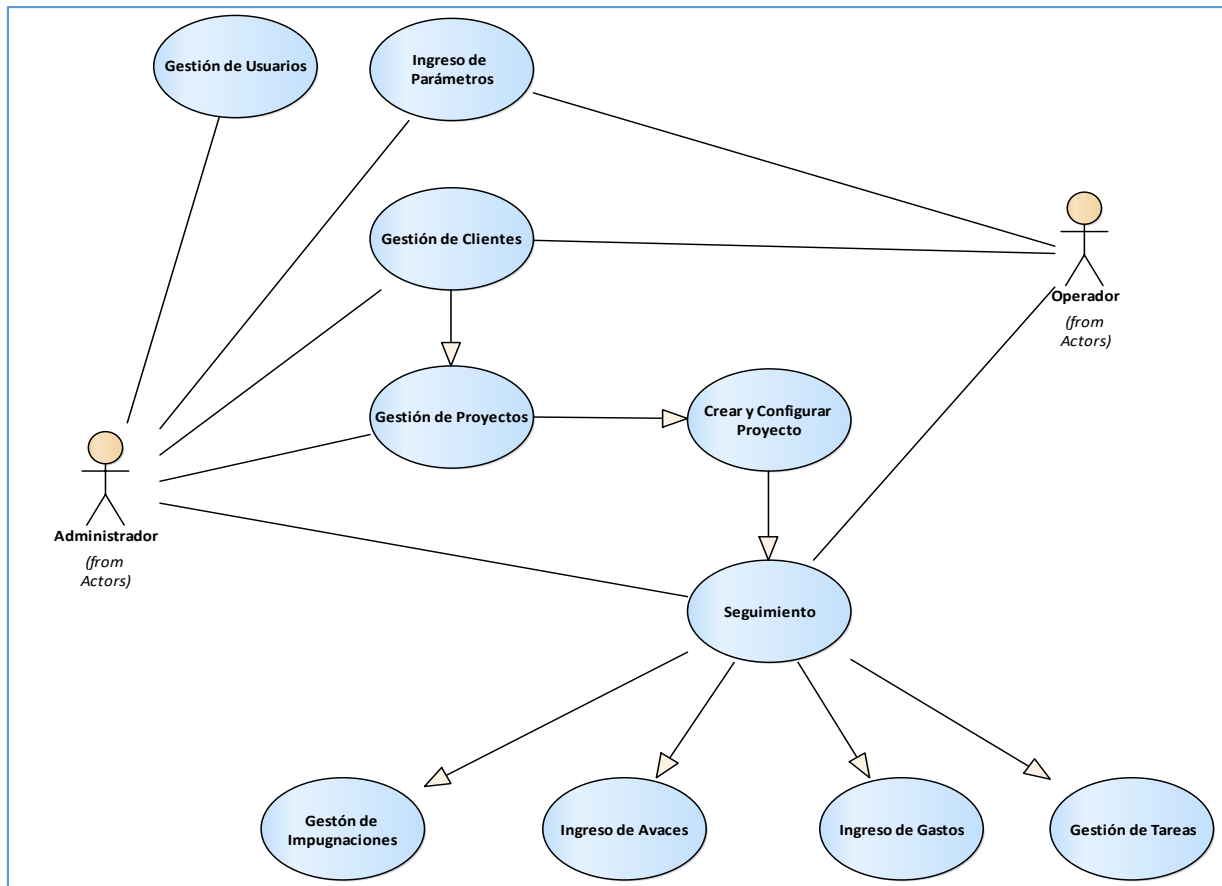 Gestión de Usuarios
Ingreso de
Parámetros
Gestión de Clientes
Operador
(from
Actors)
Gestión de Proyectos
Crear y Configurar
Proyecto
Administrador
(from
Actors)
Seguimiento
Gestón de
Impugnaciones
Ingreso de Avaces
Ingreso de Gastos
Gestión de Tareas